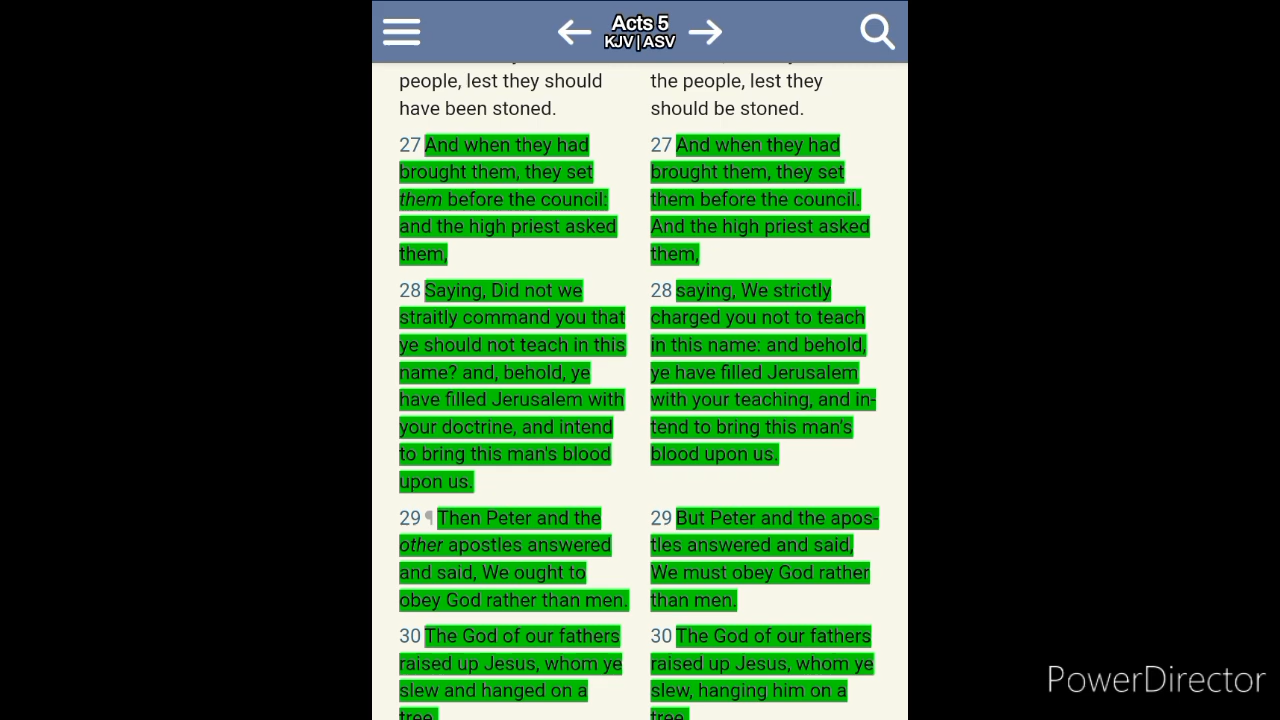 Acts 5
KJV|ASV
people, lest they should
have been stoned.
27 And when they had
brought them, they set
them before the council:
and the high priest asked
them,
28 Saying, Did not we
straitly command you that
ye should not teach in this
name? and, behold, ye
have filled Jerusalem with
your doctrine, and intend
to bring this man's blood
upon us.
29 ¶ Then Peter and the
other apostles answered
and said, We ought to
obey God rather than men.
30 The God of our fathers
raised up Jesus, whom ye
slew and hanged on a
tree.
the people, lest they
should be stoned.
27 And when they had
brought them, they set
them before the council.
And the high priest asked
them,
28 saying, We strictly
charged you not to teach
in this name: and behold,
ye have filled Jerusalem
with your teaching, and in-
tend to bring this man's
blood upon us.
29 But Peter and the apos-
tles answered and said,
We must obey God rather
than men.
30 The God of our fathers
raised up Jesus, whom ye
slew, hanging him on a
tree.
PowerDirector